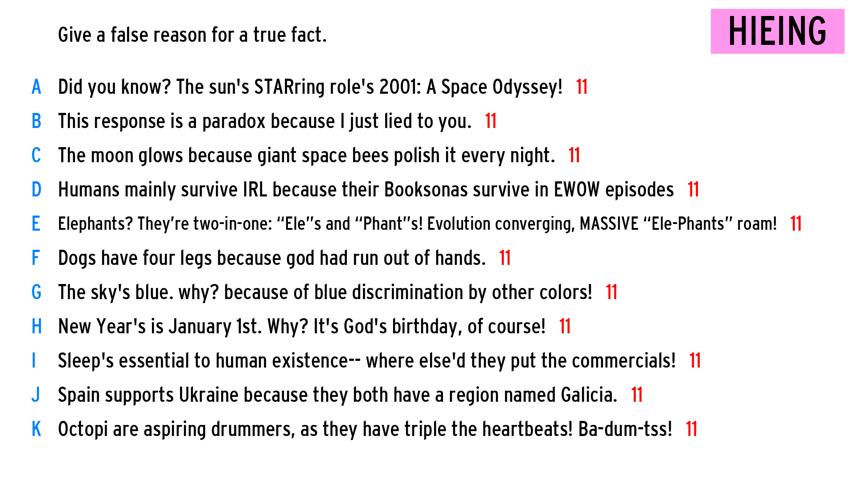 Give a false reason for a true fact.
HIEING
A Did you know? The sun's STARring role's 2001: A Space Odyssey! 11
B This response is a paradox because I just lied to you. 11
C The moon glows because giant space bees polish it every night. 11
D Humans mainly survive IRL because their Booksonas survive in EWOW episodes 11
E Elephants? They’re two-in-one: “Ele”s and “Phant”s! Evolution converging, MASSIVE “Ele-Phants” roam! 11
F Dogs have four legs because god had run out of hands. 11
G The sky's blue. why? because of blue discrimination by other colors! 11
H New Year's is January 1st. Why? It's God's birthday, of course! 11
I Sleep's essential to human existence-- where else'd they put the commercials! 11
J Spain supports Ukraine because they both have a region named Galicia. 11
K Octopi are aspiring drummers, as they have triple the heartbeats! Ba-dum-tss! 11